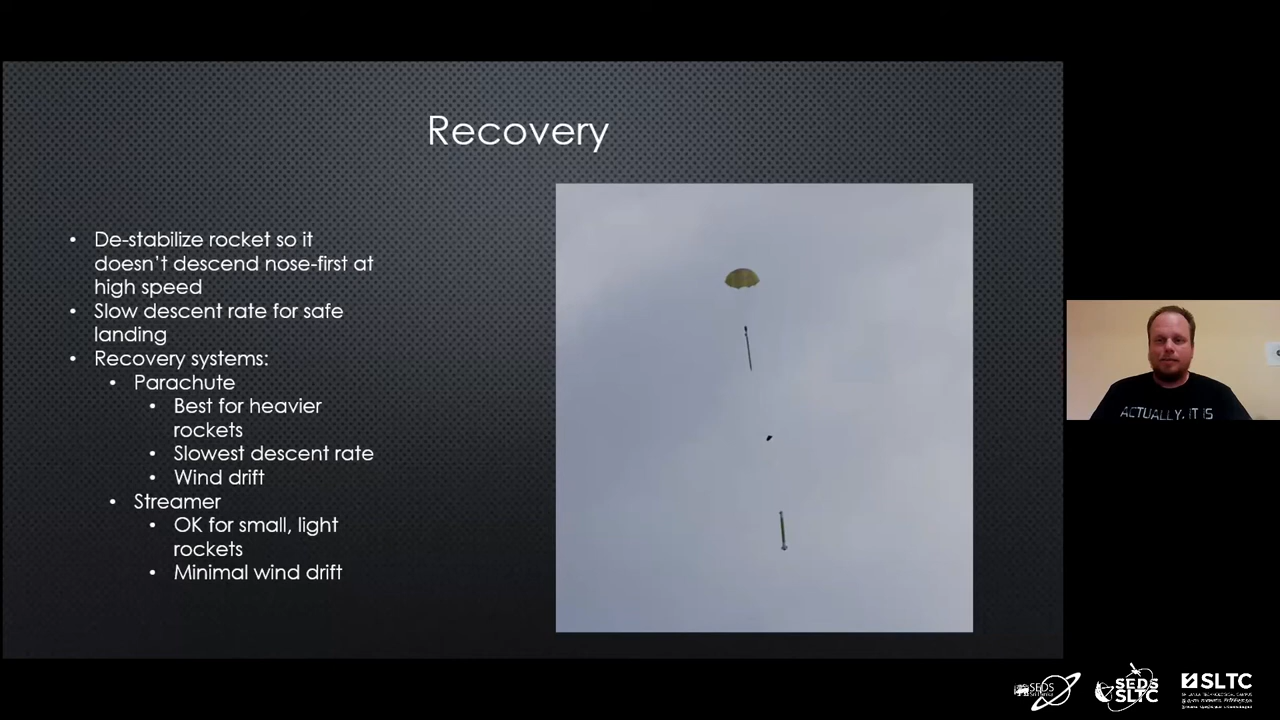 Recovery
• De-stabilize rocket so it
doesn't descend nose-first at
high speed
• Slow descent rate for safe
landing
• Recovery systems:
• Parachute
• Best for heavier
rockets
• Slowest descent rate
• Wind drift
• Streamer
• OK for small, light
rockets
• Minimal wind drift
ACTUALLY, IT IS
SEDS
SEDS
SLTC
SLTC